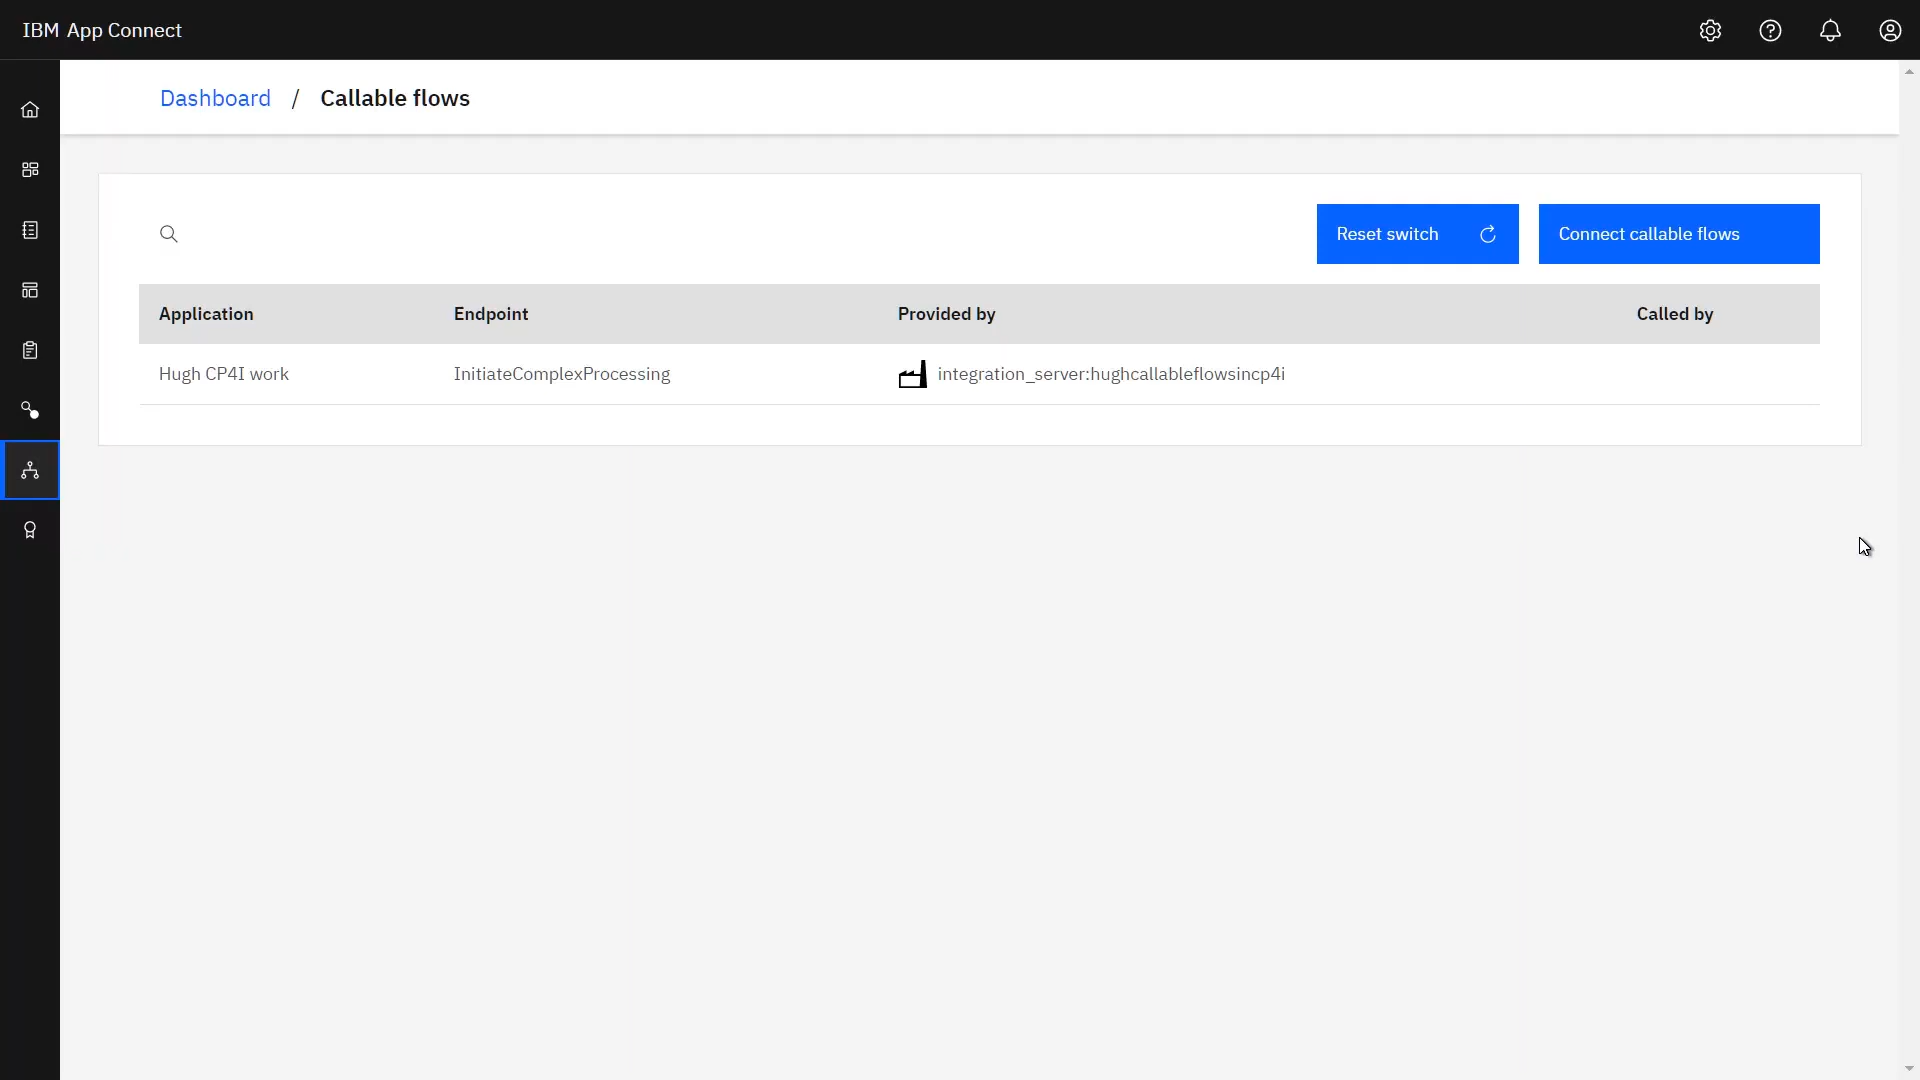 IBM App Connect
Dashboard / Callable flows
Reset switch
Connect callable flows
Application Endpoint Provided by Called by
Hugh CP4I work InitiateComplexProcessing integration_server:hughcallableflowsincp4i